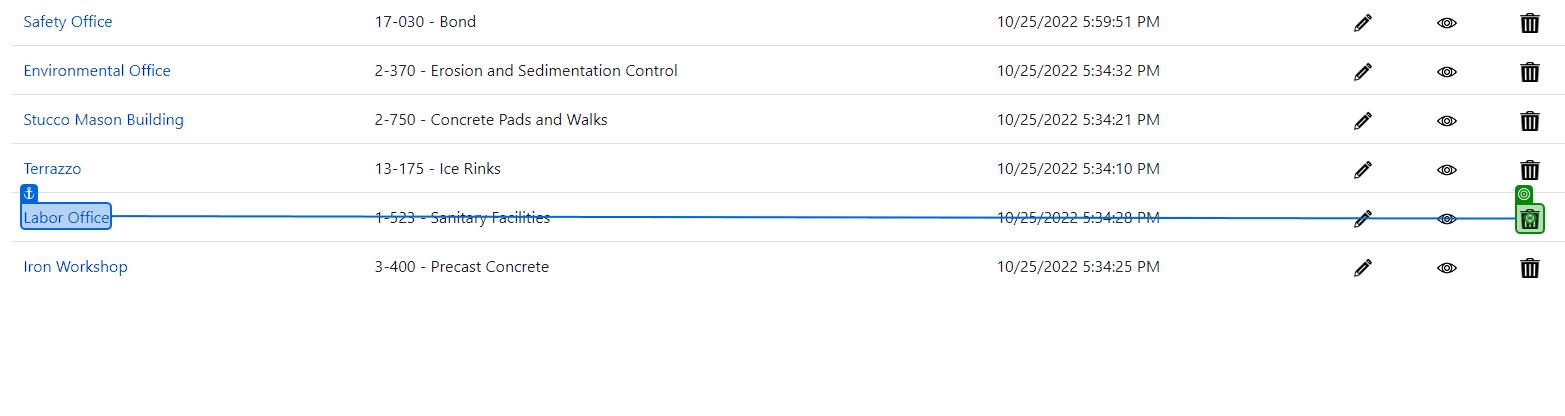 Safety Office 17-030 - Bond 10/25/2022 5:59:51 PM
Environmental Office 2-370 - Erosion and Sedimentation Control 10/25/2022 5:34:32 PM
Stucco Mason Building 2-750 - Concrete Pads and Walks 10/25/2022 5:34:21 PM
Terrazzo 13-175 - Ice Rinks 10/25/2022 5:34:10 PM
Labor Office 1-523 - Sanitary Facilities 10/25/2022 5:34:28 PM
Iron Workshop 3-400 - Precast Concrete 10/25/2022 5:34:25 PM